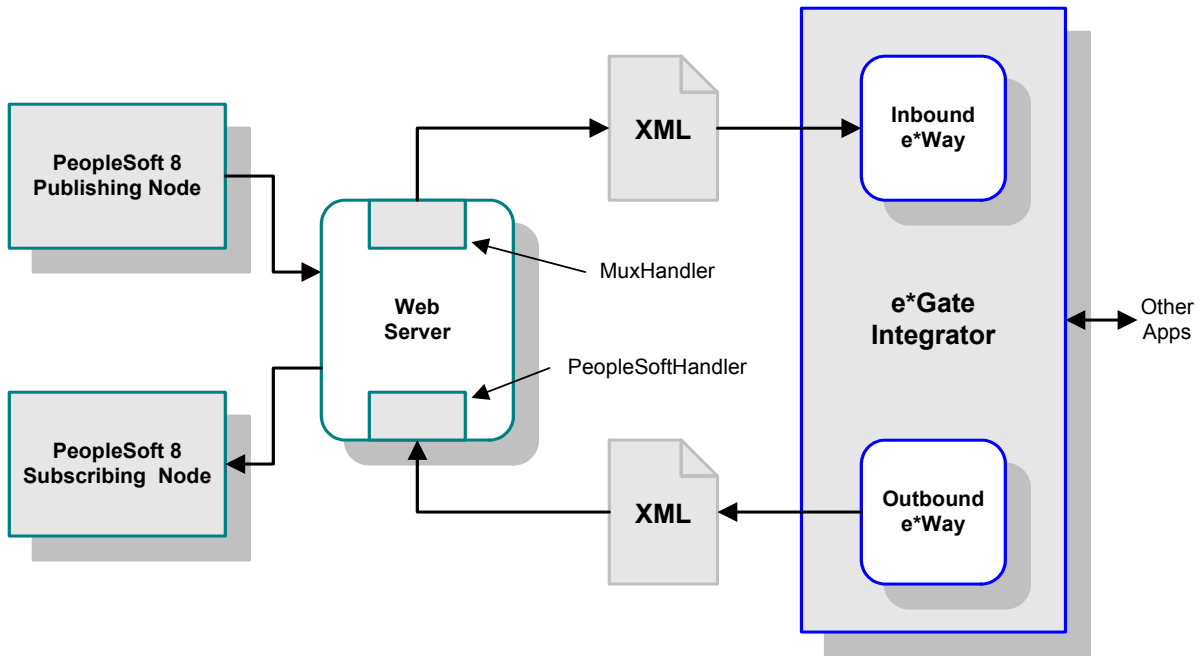 PeopleSoft 8
Publishing Node
XML
Inbound
e*Way
MuxHandler
Web
Server
e*Gate
Integrator
Other
Apps
PeopleSoftHandler
PeopleSoft 8
Subscribing Node
XML
Outbound
e*Way